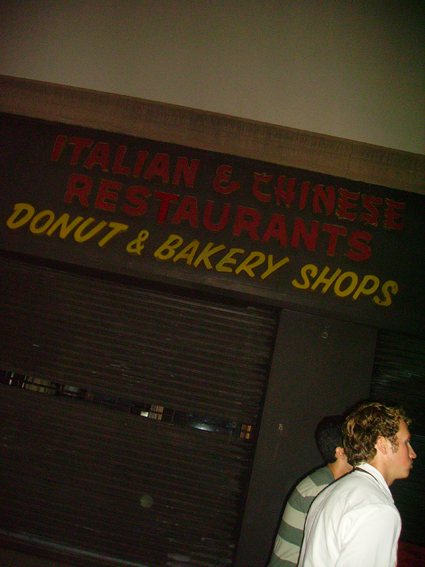 ITALIAN & CHINESE
RESTAURANTS
DONUT & BAKERY SHOPS